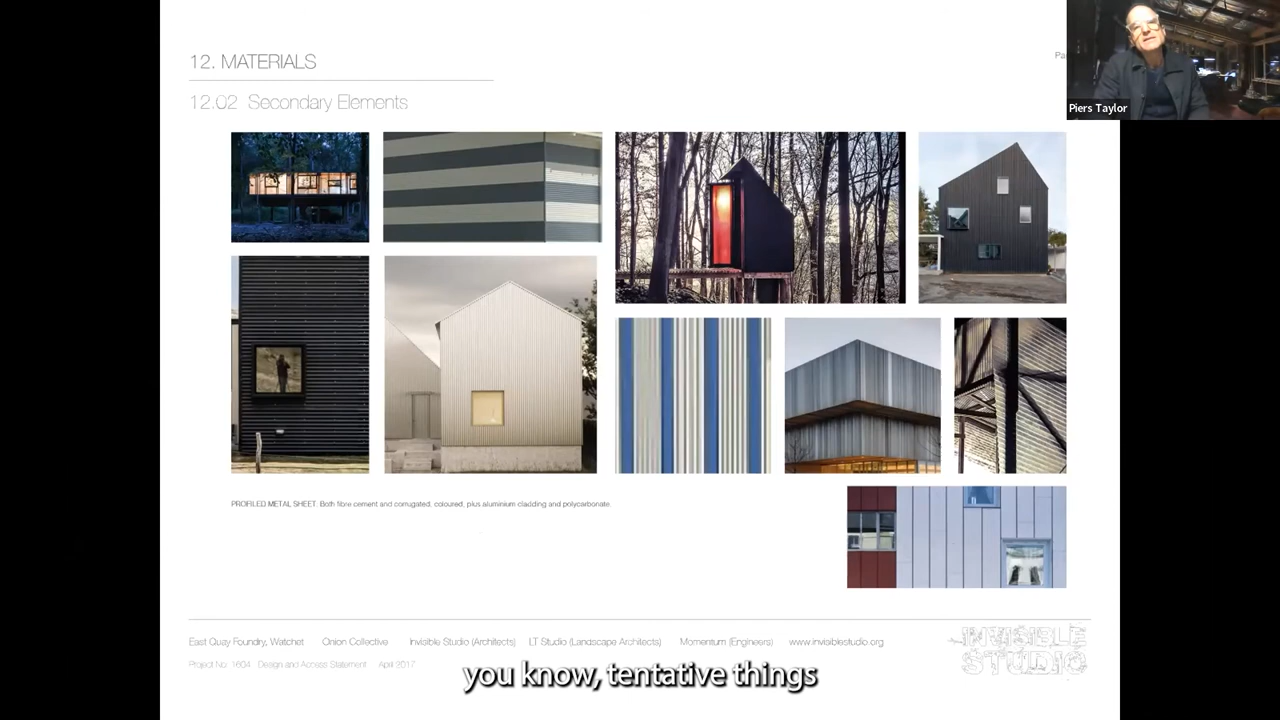 12. MATERIALS
12.02 Secondary Elements
Piers Taylor
PROFILED METAL SHEET. Both fibre cement and corrugated, coloured, plus aluminium cladding and polycarbonate.
East Quay Foundry, Watchet Onion Collective Invisible Studio (Architects) LT Studio (Landscape Architects) Momentum (Engineers) www.invisiblestudio.org
Project No: 1604 Design and Access Statement April 2017
INVISIBLE
STUDIO
you know, tentative things